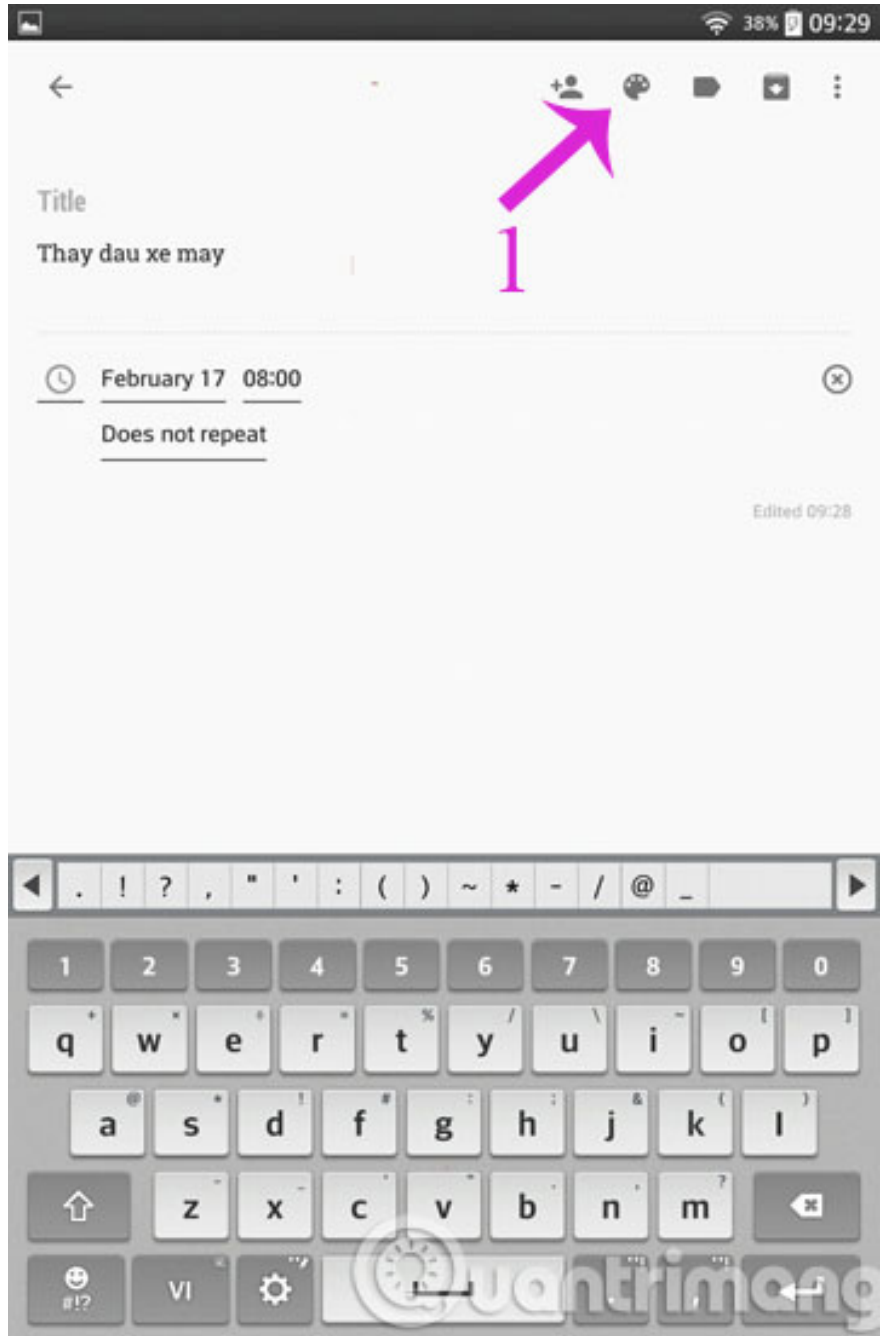 38% 09:29
1
Title
Thay dau xe may
February 17 08:00
Does not repeat
Edited 09:28
. ! ? , " ' : ( ) ~ * - / @ _
1 2 3 4 5 6 7 8 9 0
q w e r t y u i o p
a s d f g h j k l
z x c v b n m
#!? VI
Quantrimang